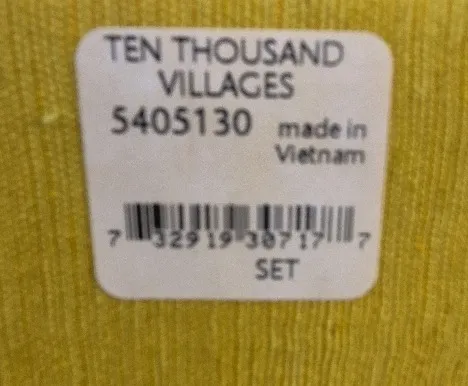 TEN THOUSAND
VILLAGES
5405130 made in
Vietnam
7 32919 30717 7
SET